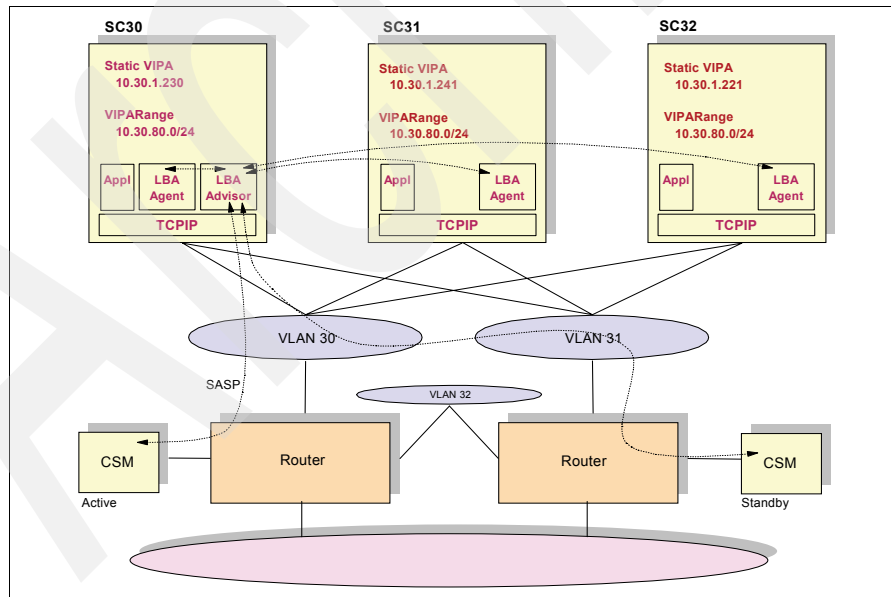 SC30
SC31
SC32
Static VIPA
10.30.1.230
VIPARange
10.30.80.0/24
Appl
LBA
Agent
LBA
Advisor
TCPIP
Static VIPA
10.30.1.241
VIPARange
10.30.80.0/24
Appl
LBA
Agent
TCPIP
Static VIPA
10.30.1.221
VIPARange
10.30.80.0/24
Appl
LBA
Agent
TCPIP
VLAN 30
VLAN 31
SASP
VLAN 32
CSM
Active
Router
Router
CSM
Standby